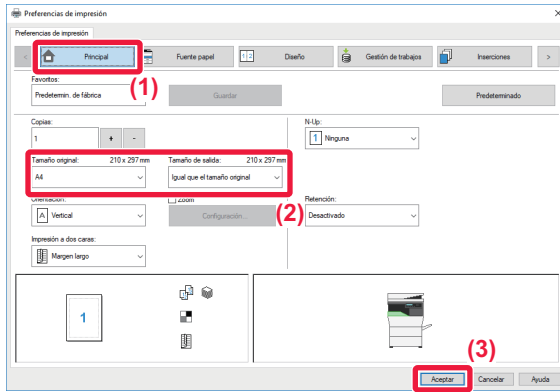 Preferencias de impresión
Preferencias de impresión
Principal
Fuente papel
Diseño
Gestión de trabajos
Inserciones
(1)
Favoritos:
Predetermin. de fábrica
Guardar
Predeterminado
Copias:
N-Up:
1
+ -
1 Ninguna
Tamaño original: 210 x 297 mm
Tamaño de salida: 210 x 297 mm
A4
Igual que el tamaño original
(2)
Orientación:
Zoom
Retención:
A Vertical
Configuración...
Desactivado
Impresión a dos caras:
Margen largo
1
(3)
Aceptar
Cancelar
Ayuda